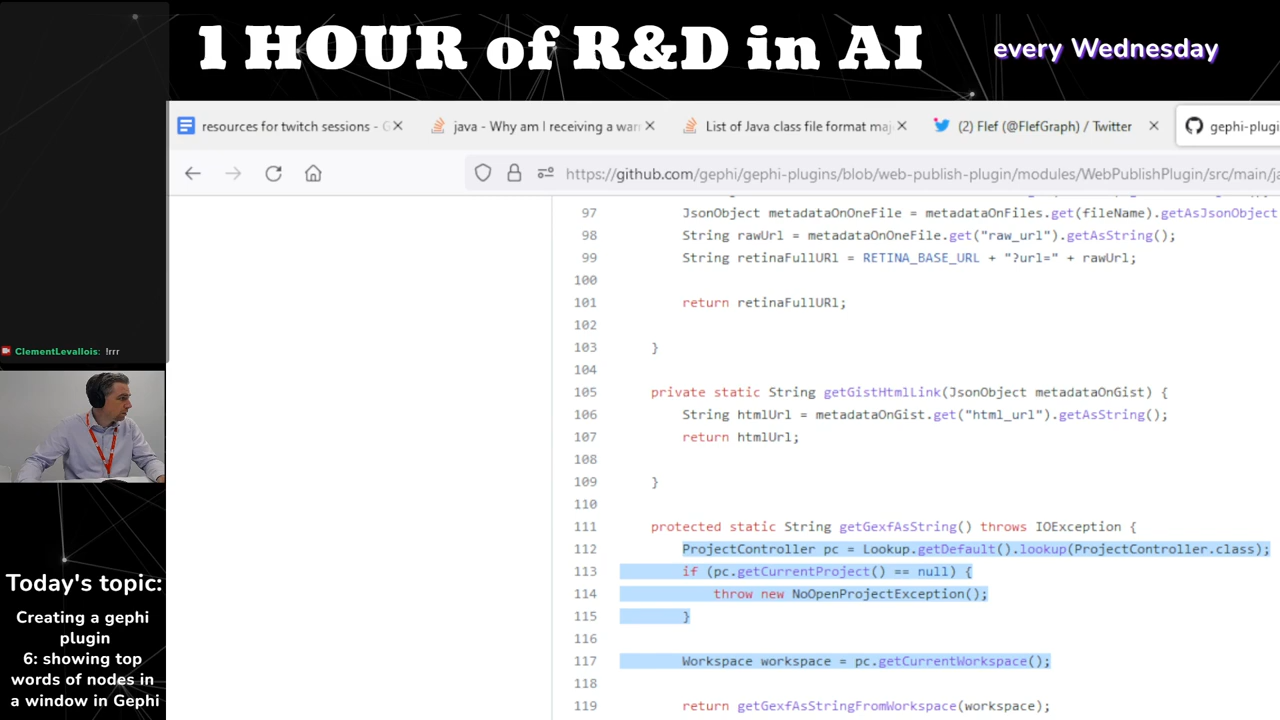 1 HOUR of R&D in AI
every Wednesday
resources for twitch sessions - G
java - Why am I receiving a warn
List of Java class file format maj
(2) Flef (@FlefGraph) / Twitter
gephi-plugi
https://github.com/gephi/gephi-plugins/blob/web-publish-plugin/modules/WebPublishPlugin/src/main/ja
97 JsonObject metadataOnOneFile = metadataOnFiles.get(fileName).getAsJsonObject
98 String rawUrl = metadataOnOneFile.get("raw_url").getAsString();
99 String retinaFullURl = RETINA_BASE_URL + "?url=" + rawUrl;
100
101 return retinaFullURl;
102
103 }
104
105 private static String getGistHtmlLink(JsonObject metadataOnGist) {
106 String htmlUrl = metadataOnGist.get("html_url").getAsString();
107 return htmlUrl;
108
109 }
110
111 protected static String getGexfAsString() throws IOException {
112 ProjectController pc = Lookup.getDefault().lookup(ProjectController.class);
113 if (pc.getCurrentProject() == null) {
114 throw new NoOpenProjectException();
115 }
116
117 Workspace workspace = pc.getCurrentWorkspace();
118
119 return getGexfAsStringFromWorkspace(workspace);
ClementLevallois: !rrr
Today's topic:
Creating a gephi
plugin
6: showing top
words of nodes in
a window in Gephi